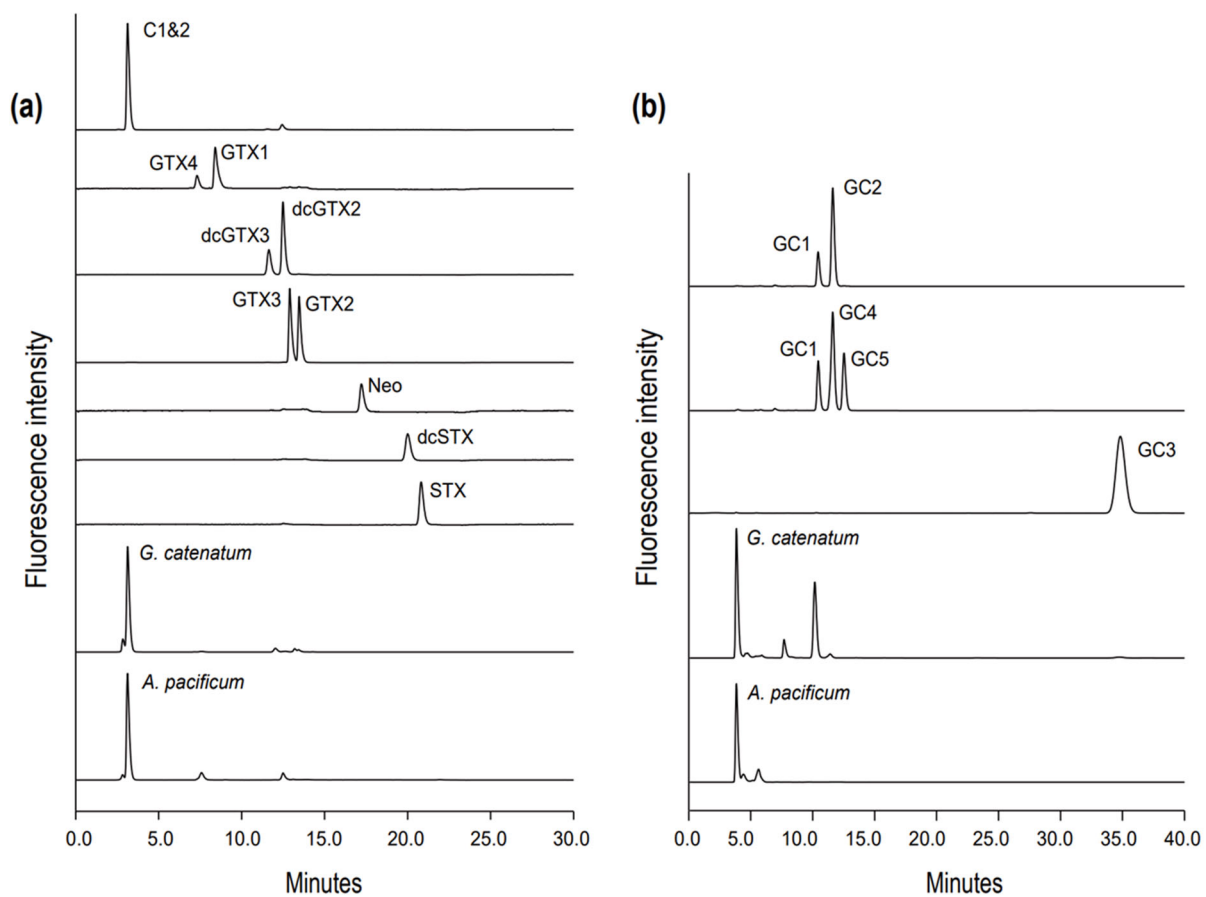 (a)
C1&2
GTX4 GTX1
dcGTX3 dcGTX2
GTX3 GTX2
Neo
dcSTX
STX
G. catenatum
A. pacificum
Fluorescence intensity
0.0 5.0 10.0 15.0 20.0 25.0 30.0
Minutes
(b)
GC1 GC2
GC1 GC4 GC5
GC3
G. catenatum
A. pacificum
Fluorescence intensity
0.0 5.0 10.0 15.0 20.0 25.0 30.0 35.0 40.0
Minutes